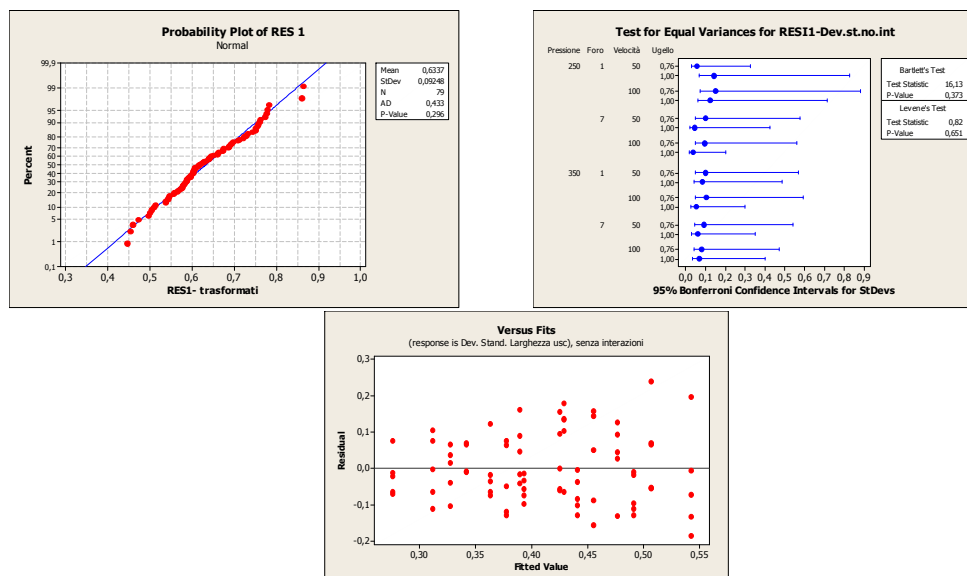 Probability Plot of RES 1
Normal
Mean 0,6337
StDev 0,09248
N 79
AD 0,433
P-Value 0,296
99,9
99
95
90
80
70
60
50
40
30
20
10
5
1
0,1
Percent
0,3 0,4 0,5 0,6 0,7 0,8 0,9 1,0
RES1- trasformati
Test for Equal Variances for RESI1-Dev.st.no.int
Pressione Foro Velocità Ugello
250 1 50 0,76
1,00
100 0,76
1,00
7 50 0,76
1,00
100 0,76
1,00
350 1 50 0,76
1,00
100 0,76
1,00
7 50 0,76
1,00
100 0,76
1,00
0,0 0,1 0,2 0,3 0,4 0,5 0,6 0,7 0,8 0,9
95% Bonferroni Confidence Intervals for StDevs
Bartlett's Test
Test Statistic 16,13
P-Value 0,373
Levene's Test
Test Statistic 0,82
P-Value 0,651
Versus Fits
(response is Dev. Stand. Larghezza usc), senza interazioni
0,3
0,2
0,1
0,0
-0,1
-0,2
Residual
0,30 0,35 0,40 0,45 0,50 0,55
Fitted Value